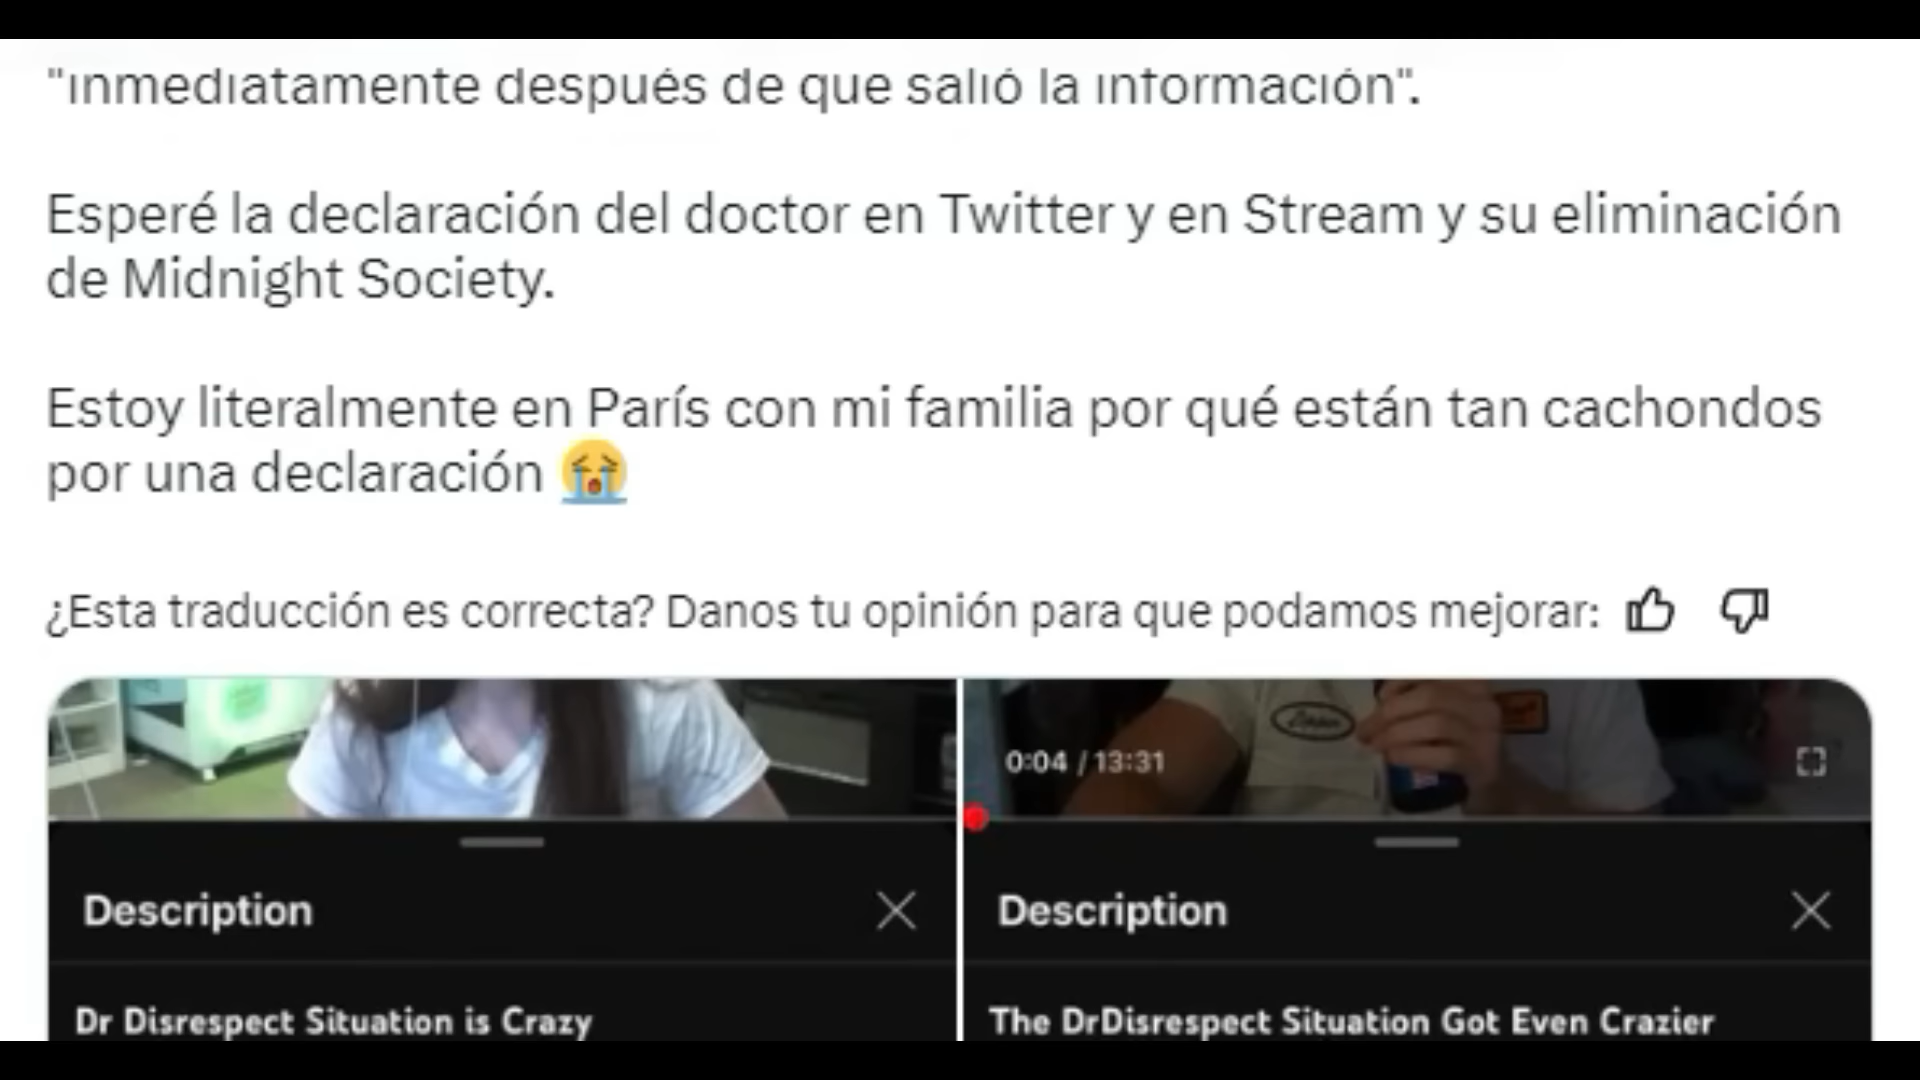 "inmediatamente después de que salió la información".
Esperé la declaración del doctor en Twitter y en Stream y su eliminación
de Midnight Society.
Estoy literalmente en París con mi familia por qué están tan cachondos
por una declaración 😭
¿Esta traducción es correcta? Danos tu opinión para que podamos mejorar:
0:04 / 13:31
Description
Description
Dr Disrespect Situation is Crazy
The DrDisrespect Situation Got Even Crazier